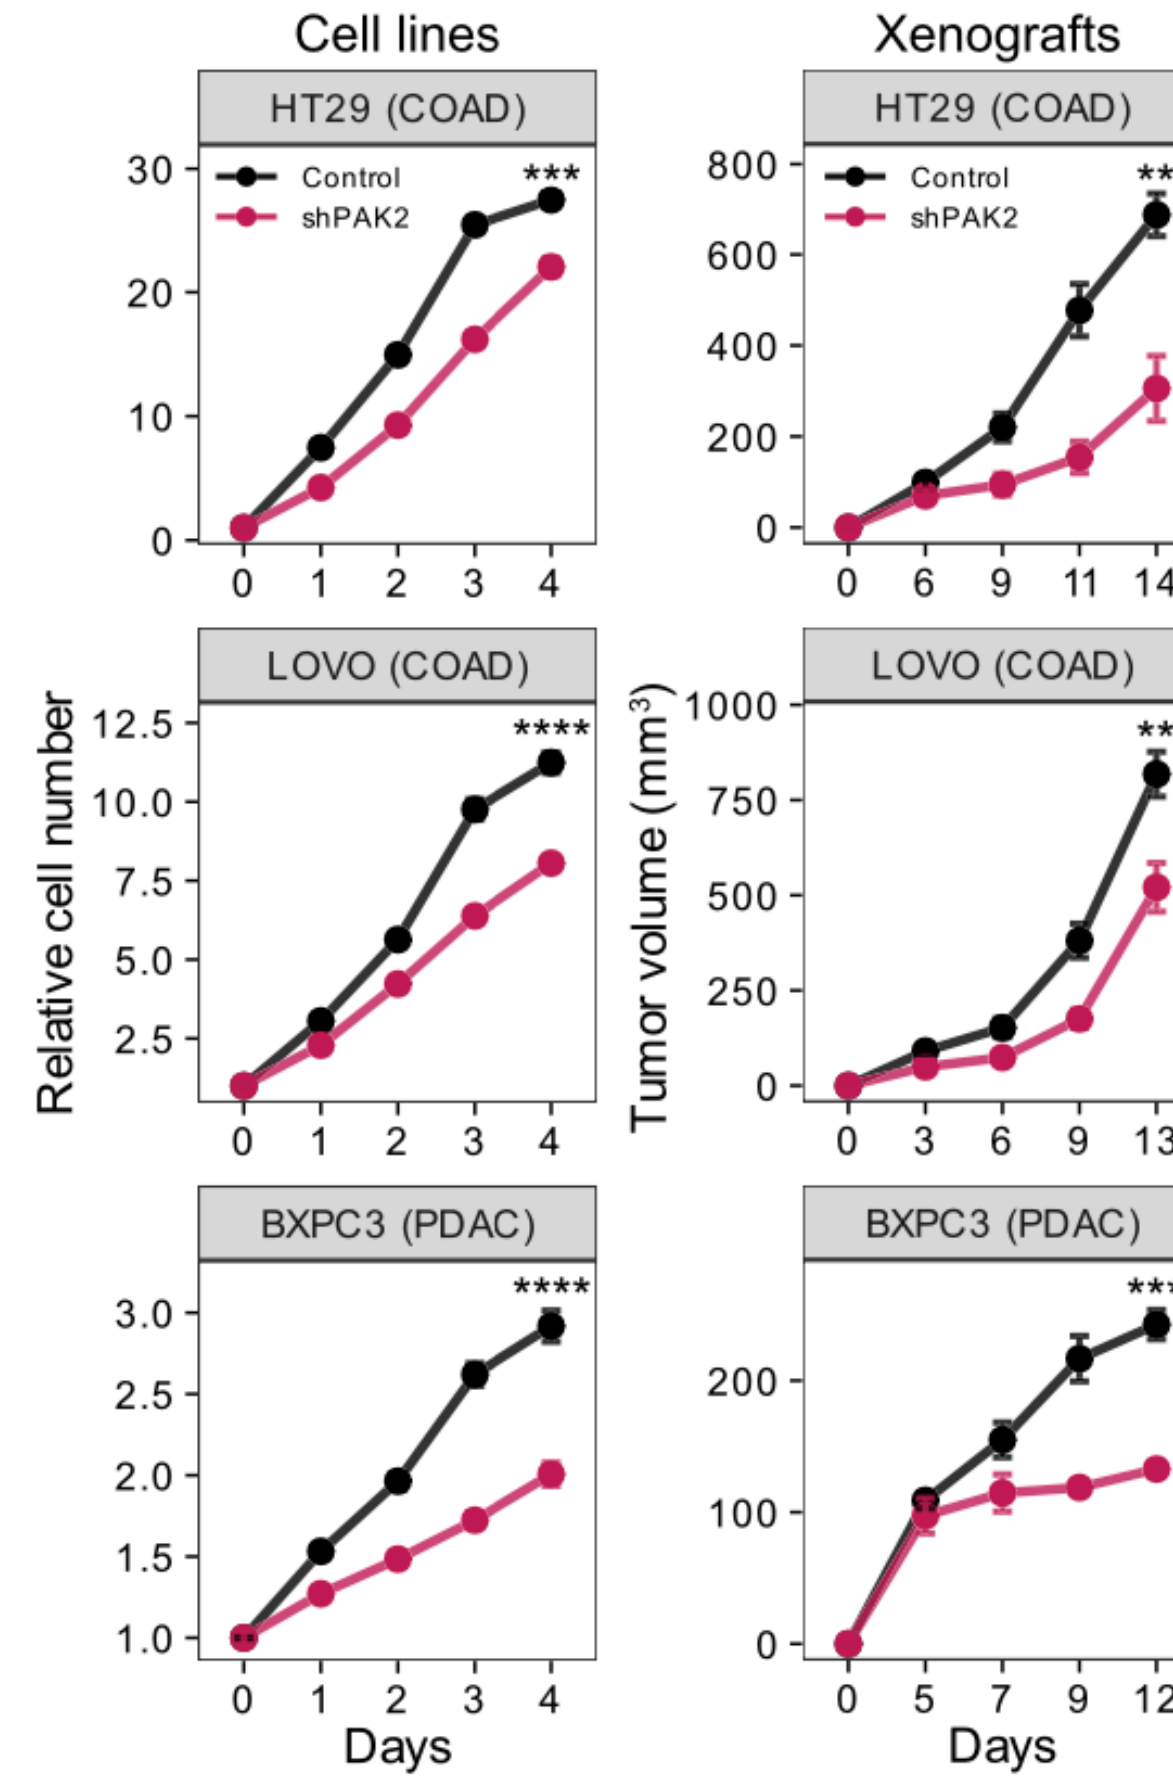 Cell lines
HT29 (COAD)
30
20
10
0
Control
shPAK2
***
0 1 2 3 4
Xenografts
HT29 (COAD)
800
600
400
200
0
Control
shPAK2
**
0 6 9 11 14
Relative cell number
LOVO (COAD)
12.5
10.0
7.5
5.0
2.5
****
0 1 2 3 4
Tumor volume (mm³)
LOVO (COAD)
1000
750
500
250
0
**
0 3 6 9 13
BXPC3 (PDAC)
3.0
2.5
2.0
1.5
1.0
****
0 1 2 3 4
Days
BXPC3 (PDAC)
200
100
0
***
0 5 7 9 12
Days